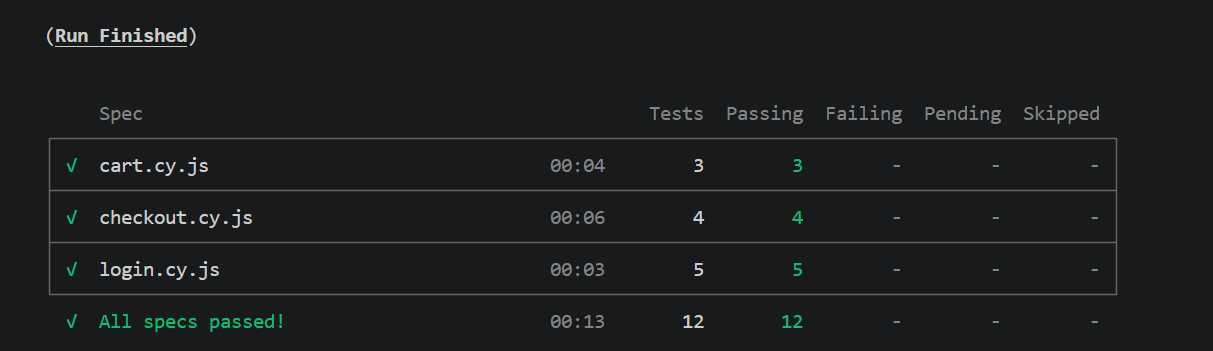 (Run Finished)
Spec Tests Passing Failing Pending Skipped
√ cart.cy.js 00:04 3 3 - - -
√ checkout.cy.js 00:06 4 4 - - -
√ login.cy.js 00:03 5 5 - - -
√ All specs passed! 00:13 12 12 - - -